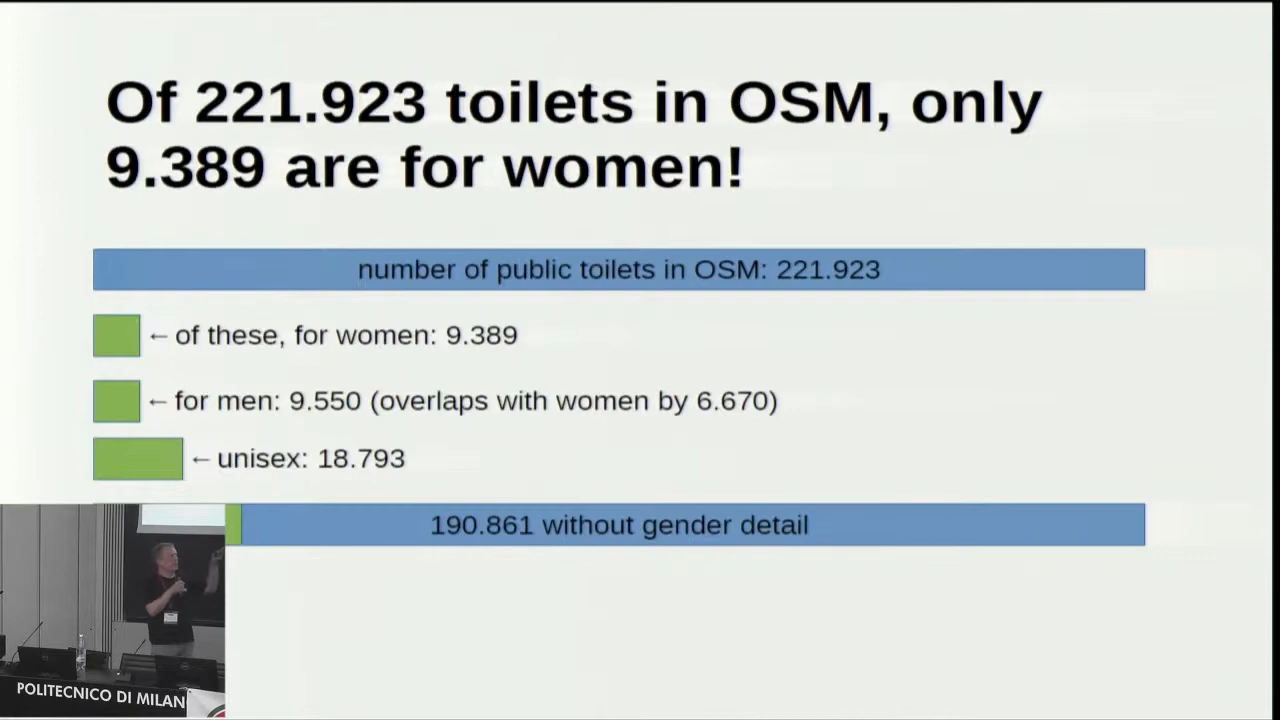 Of 221.923 toilets in OSM, only
9.389 are for women!
number of public toilets in OSM: 221.923
← of these, for women: 9.389
← for men: 9.550 (overlaps with women by 6.670)
← unisex: 18.793
190.861 without gender detail
POLITECNICO DI MILAN